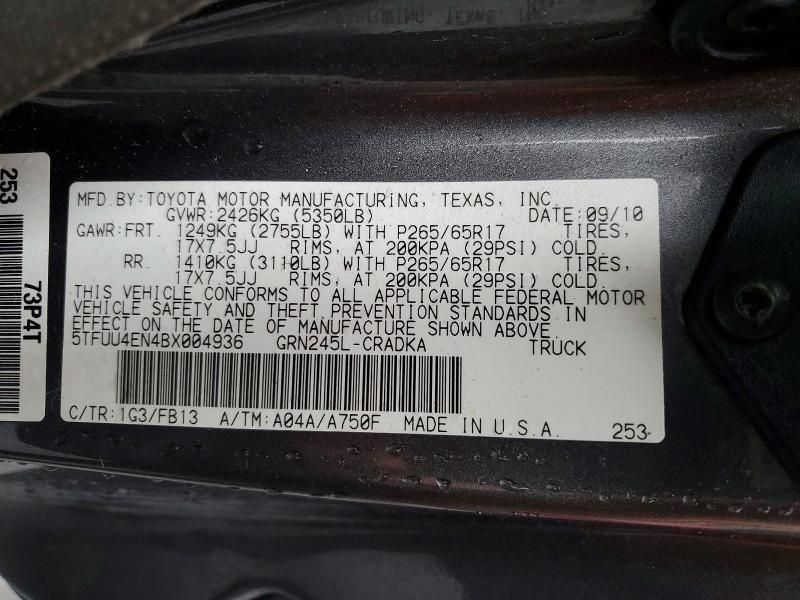 MFD.BY:TOYOTA MOTOR MANUFACTURING, TEXAS, INC.
GVWR:2426KG (5350LB) DATE:09/10
GAWR:FRT. 1249KG (2755LB) WITH P265/65R17 TIRES,
17X7.5JJ RIMS, AT 200KPA (29PSI) COLD.
RR. 1410KG (3110LB) WITH P265/65R17 TIRES,
17X7.5JJ RIMS, AT 200KPA (29PSI) COLD.
THIS VEHICLE CONFORMS TO ALL APPLICABLE FEDERAL MOTOR
VEHICLE SAFETY AND THEFT PREVENTION STANDARDS IN
EFFECT ON THE DATE OF MANUFACTURE SHOWN ABOVE.
5TFUU4EN4BX004936 GRN245L-CRADKA TRUCK
C/TR:1G3/FB13 A/TM:A04A/A750F MADE IN U.S.A. 253
253
73P4T